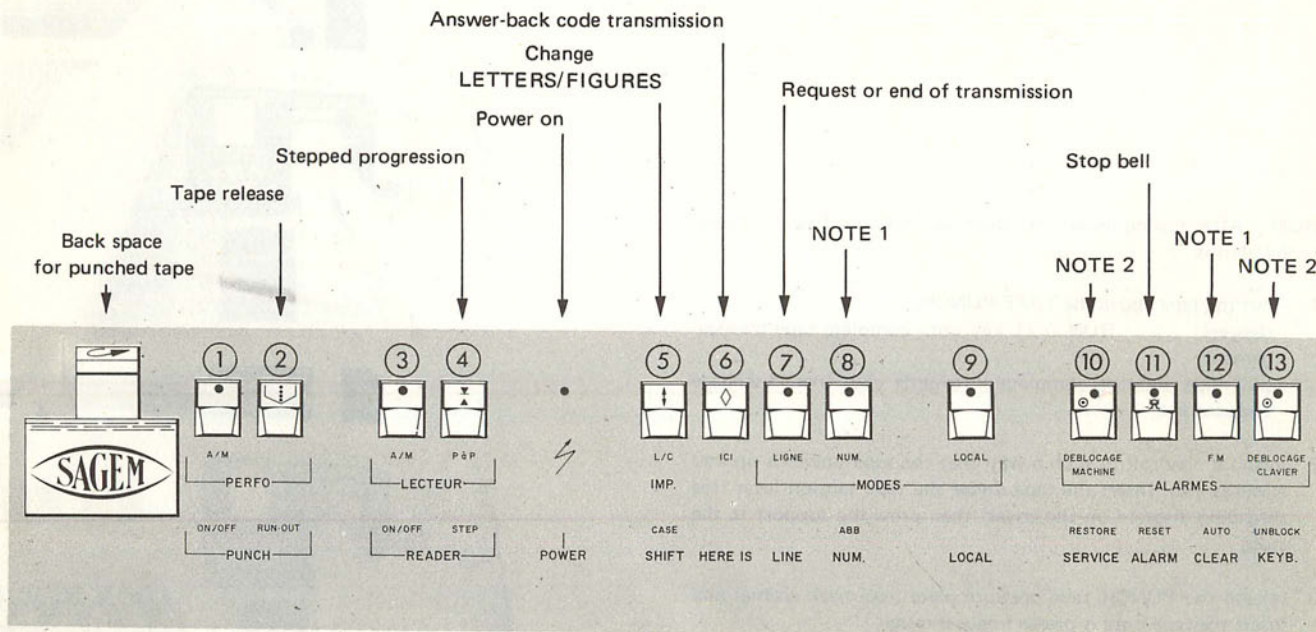 Answer-back code transmission
Change
LETTERS/FIGURES
Request or end of transmission
Power on
Stepped progression
Stop bell
Tape release
NOTE 1
NOTE 1
Back space
for punched tape
NOTE 2
NOTE 2
1 2 3 4 5 6 7 8 9 10 11 12 13
SAGEM
A/M A/M P à P L/C ICI LIGNE NUM. LOCAL DEBLOCAGE MACHINE F.M DEBLOCAGE CLAVIER
PERFO LECTEUR IMP. MODES ALARMES
ON/OFF RUN-OUT ON/OFF STEP CASE ABB RESTORE RESET AUTO UNBLOCK
PUNCH READER POWER SHIFT HERE IS LINE NUM. LOCAL SERVICE ALARM CLEAR KEYB.